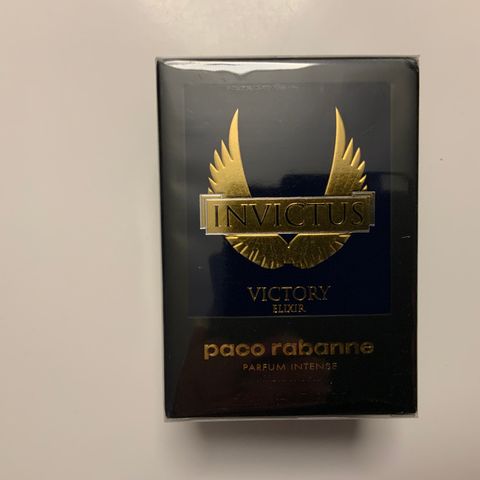 INVICTUS
VICTORY
ELIXIR
paco rabanne
PARFUM INTENSE